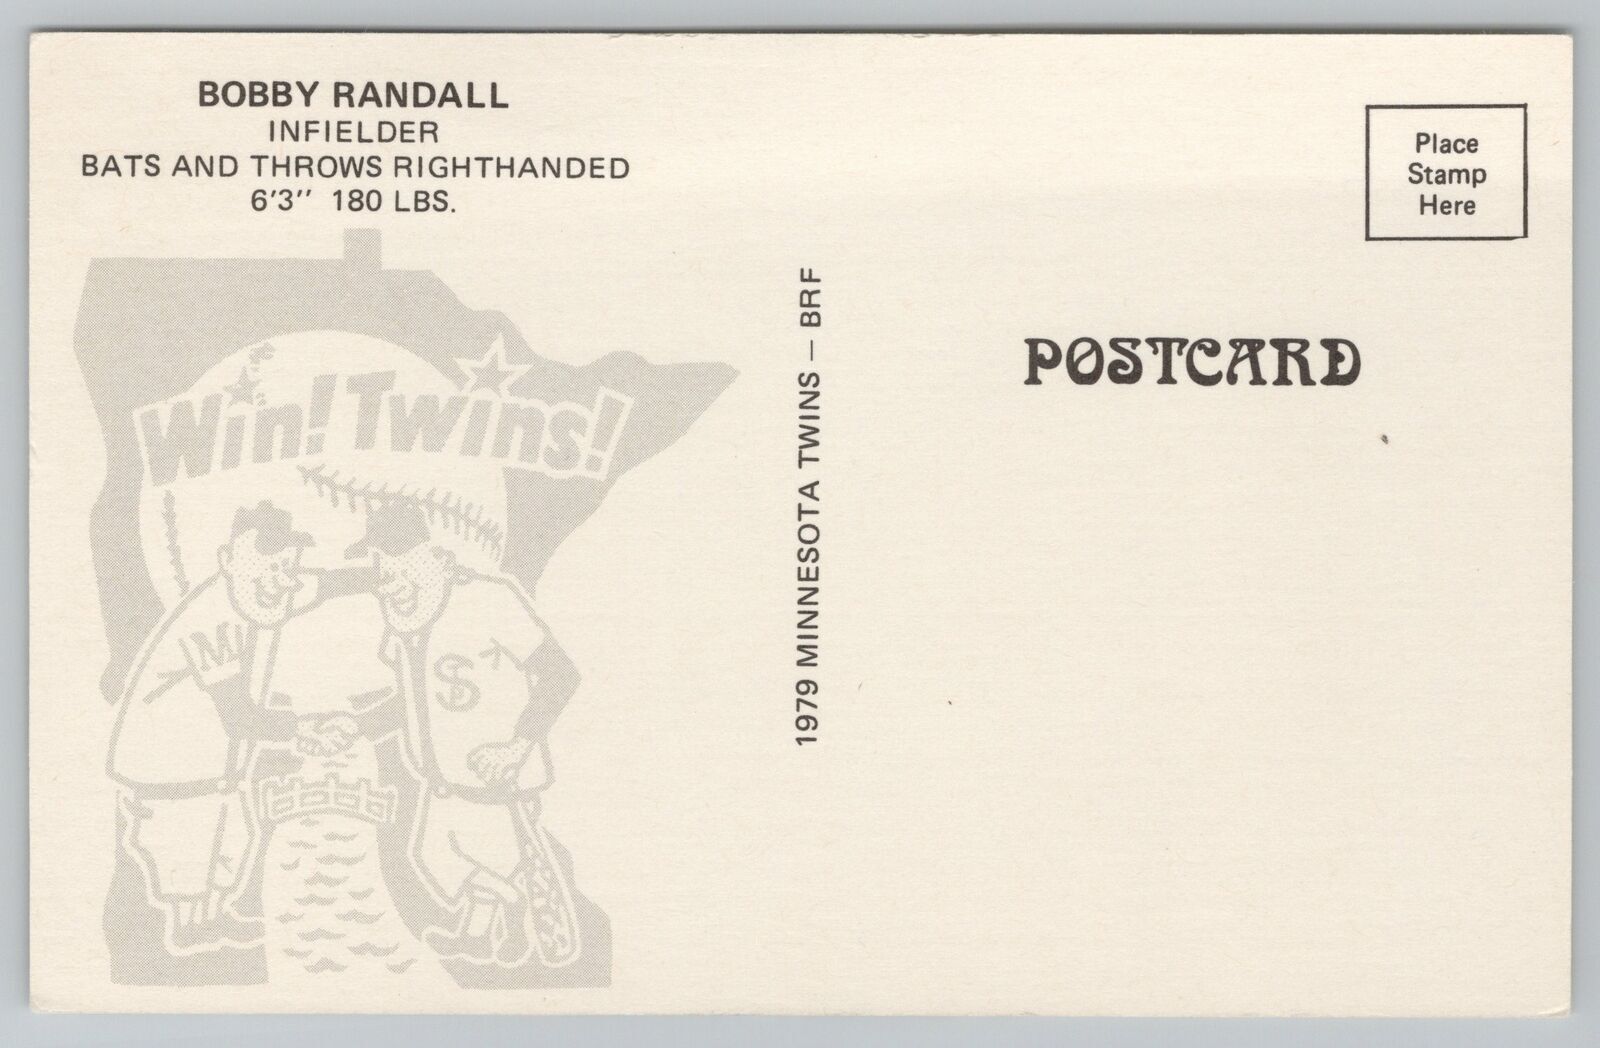 BOBBY RANDALL
INFIELDER
BATS AND THROWS RIGHTHANDED
6'3" 180 LBS.
Win! Twins!
M
StP
1979 MINNESOTA TWINS — BRF
Place
Stamp
Here
POSTCARD